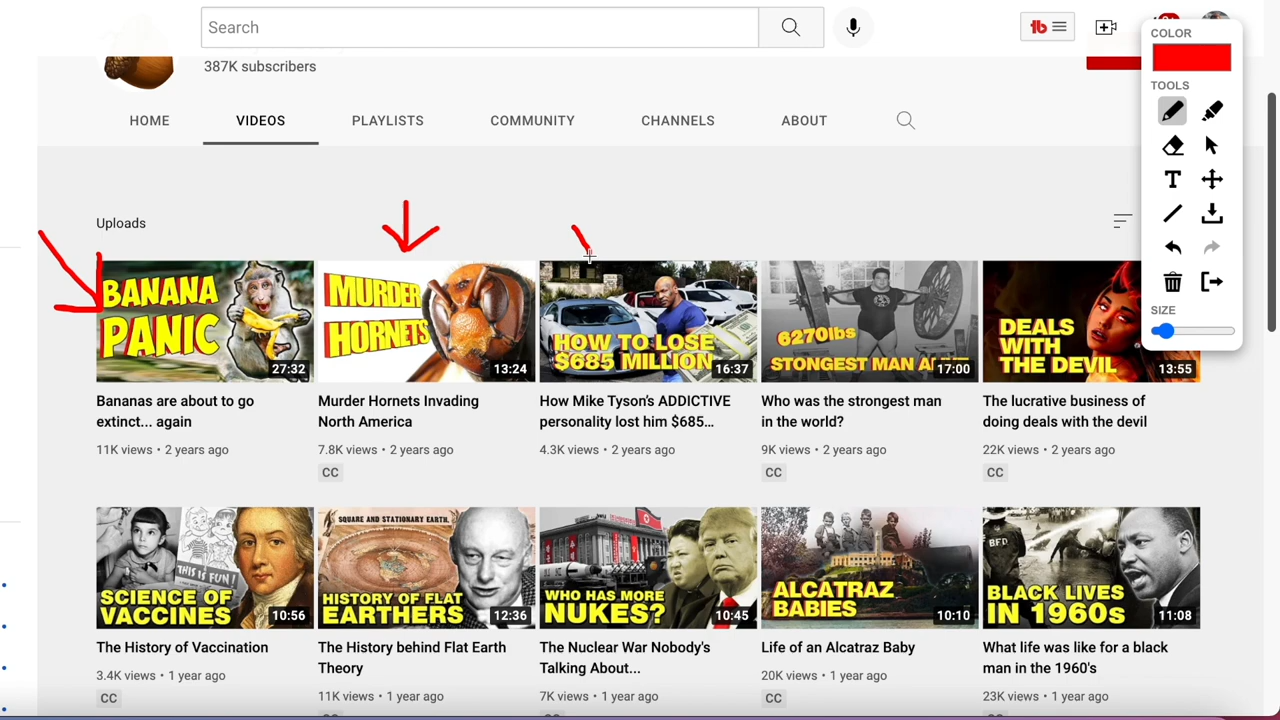 Search
tb
COLOR
387K subscribers
TOOLS
HOME VIDEOS PLAYLISTS COMMUNITY CHANNELS ABOUT
T
Uploads
SIZE
BANANA
PANIC
27:32
MURDER
HORNETS
13:24
HOW TO LOSE
$685 MILLION
16:37
6270lbs
STRONGEST MAN
17:00
DEALS
WITH
THE DEVIL
13:55
Bananas are about to go
extinct... again
11K views • 2 years ago
Murder Hornets Invading
North America
7.8K views • 2 years ago
CC
How Mike Tyson's ADDICTIVE
personality lost him $685...
4.3K views • 2 years ago
Who was the strongest man
in the world?
9K views • 2 years ago
CC
The lucrative business of
doing deals with the devil
22K views • 2 years ago
CC
THIS IS FUN!
SCIENCE OF
VACCINES
10:56
SQUARE AND STATIONARY EARTH.
HISTORY OF FLAT
EARTHERS
12:36
WHO HAS MORE
NUKES?
10:45
ALCATRAZ
BABIES
10:10
BFD
BLACK LIVES
IN 1960s
11:08
The History of Vaccination
3.4K views • 1 year ago
CC
The History behind Flat Earth
Theory
11K views • 1 year ago
The Nuclear War Nobody's
Talking About...
7K views • 1 year ago
Life of an Alcatraz Baby
20K views • 1 year ago
CC
What life was like for a black
man in the 1960's
23K views • 1 year ago